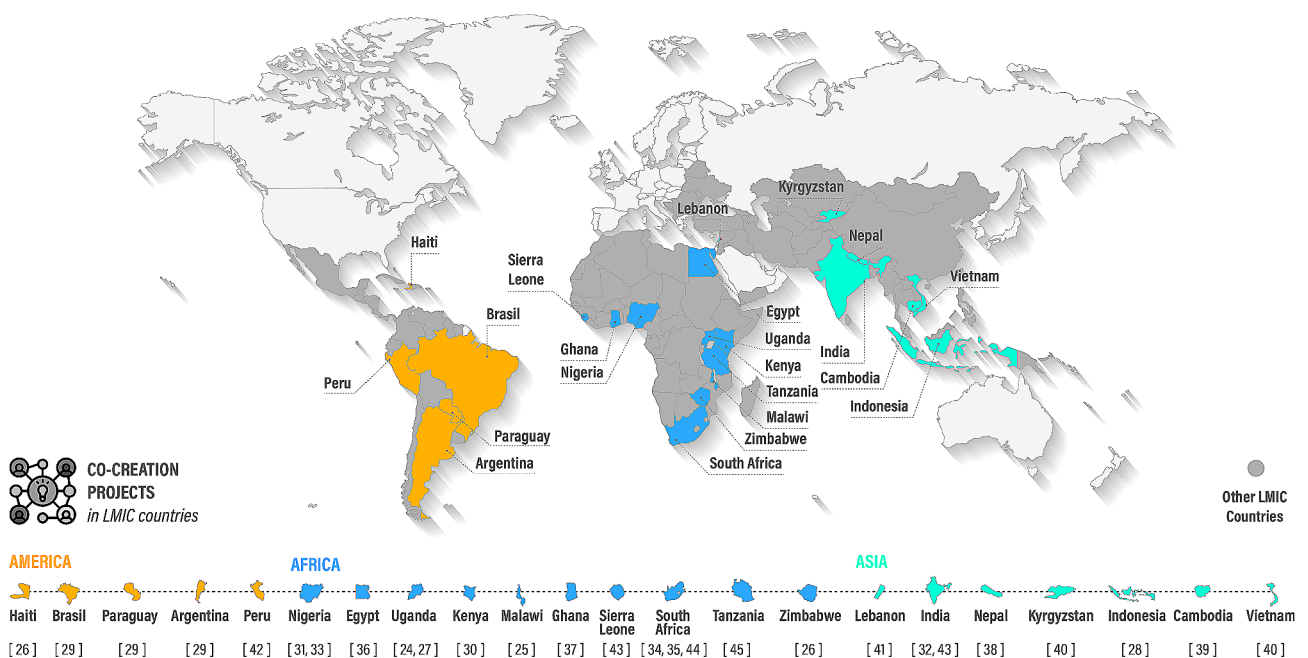 Kyrgyzstan
Lebanon
Haiti
Nepal
Sierra
Leone
Vietnam
Brasil
Egypt
Uganda
Ghana
India
Kenya
Nigeria
Cambodia
Peru
Tanzania
Indonesia
Malawi
Paraguay
Zimbabwe
Argentina
South Africa
CO-CREATION
PROJECTS
in LMIC countries
Other LMIC
Countries
AMERICA
AFRICA
ASIA
Haiti Brasil Paraguay Argentina Peru Nigeria Egypt Uganda Kenya Malawi Ghana Sierra Leone South Africa Tanzania Zimbabwe Lebanon India Nepal Kyrgyzstan Indonesia Cambodia Vietnam
[ 26 ] [ 29 ] [ 29 ] [ 29 ] [ 42 ] [ 31, 33 ] [ 36 ] [ 24, 27 ] [ 30 ] [ 25 ] [ 37 ] [ 43 ] [ 34, 35, 44 ] [ 45 ] [ 26 ] [ 41 ] [ 32, 43 ] [ 38 ] [ 40 ] [ 28 ] [ 39 ] [ 40 ]